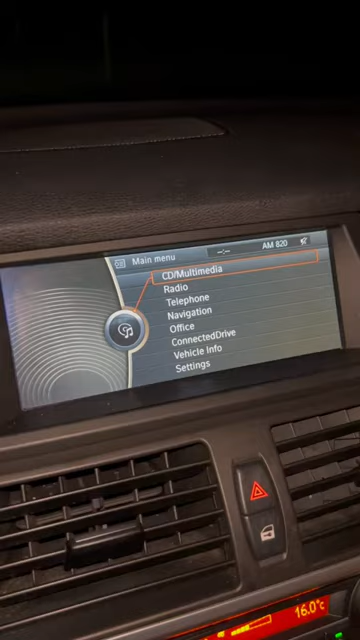 Main menu
--:--
AM 820
CD/Multimedia
Radio
Telephone
Navigation
Office
ConnectedDrive
Vehicle Info
Settings
16.0°c